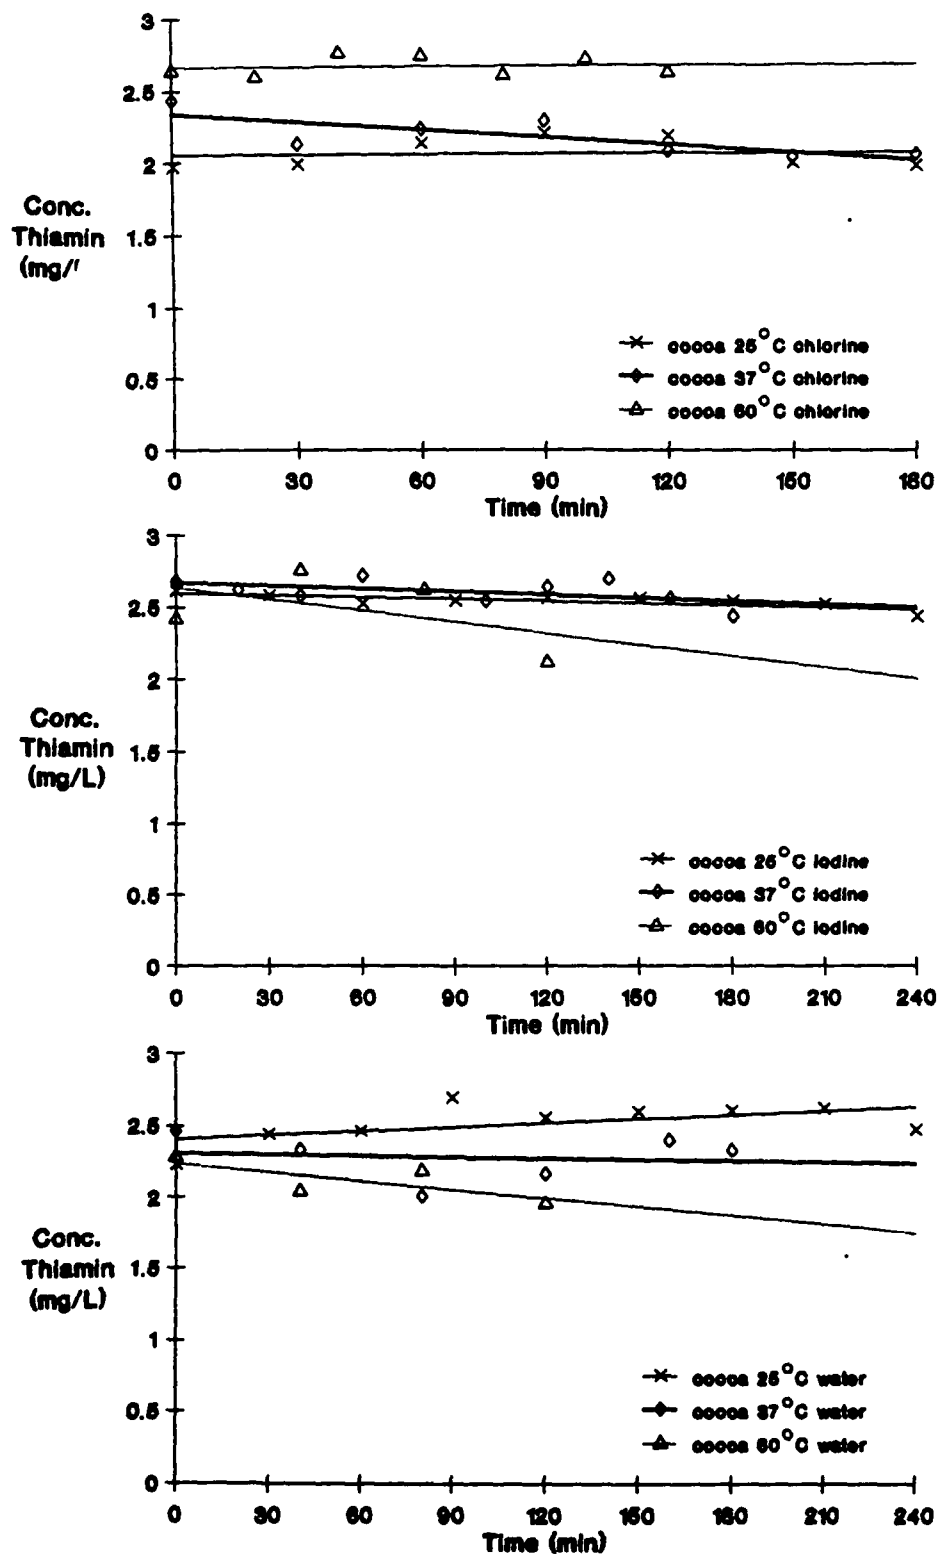 3
2.5
2
Conc.
Thiamin
(mg/
1.5
1
0.5
0
cocoa 25°C chlorine
cocoa 37°C chlorine
cocoa 60°C chlorine
0 30 60 90 120 150 180
Time (min)
3
2.5
2
Conc.
Thiamin
(mg/L)
1.5
1
0.5
0
cocoa 25°C iodine
cocoa 37°C iodine
cocoa 60°C iodine
0 30 60 90 120 150 180 210 240
Time (min)
3
2.5
2
Conc.
Thiamin
(mg/L)
1.5
1
0.5
0
cocoa 25°C water
cocoa 37°C water
cocoa 60°C water
0 30 60 90 120 150 180 210 240
Time (min)